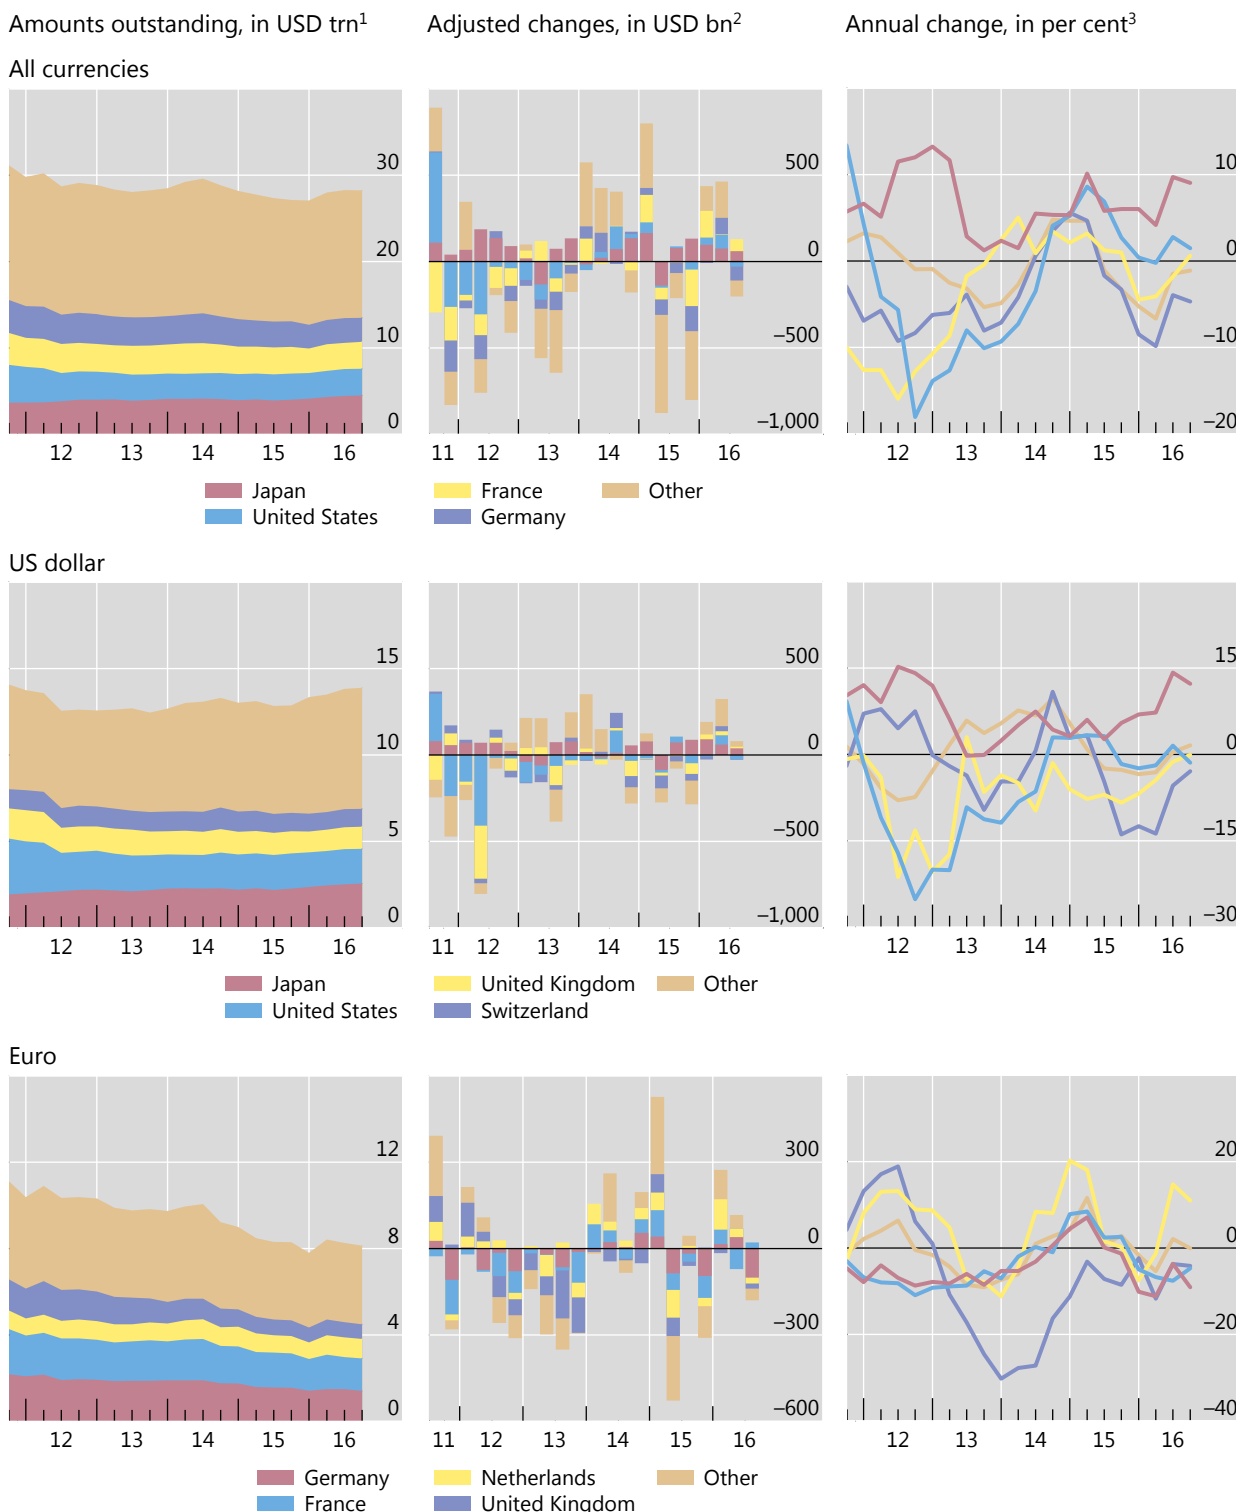 Amounts outstanding, in USD trn1 Adjusted changes, in USD bn2 Annual change, in per cent3
All currencies
30 500 10
20 0 0
10 –500 –10
0 –1,000 –20
12 13 14 15 16 11 12 13 14 15 16 12 13 14 15 16
Japan France Other
United States Germany
US dollar
15 500 15
10 0 0
5 –500 –15
0 –1,000 –30
12 13 14 15 16 11 12 13 14 15 16 12 13 14 15 16
Japan United Kingdom Other
United States Switzerland
Euro
12 300 20
8 0 0
4 –300 –20
0 –600 –40
12 13 14 15 16 11 12 13 14 15 16 12 13 14 15 16
Germany Netherlands Other
France United Kingdom